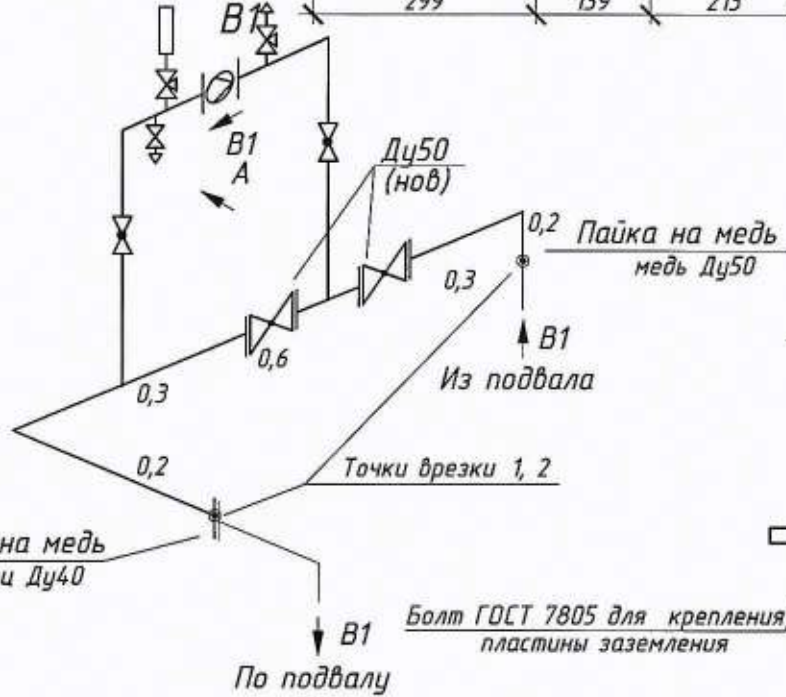 299
159
215
В1
В1
А
Ду50
(нов)
0,2
Пайка на медь
медь Ду50
0,3
0,6
В1
Из подвала
0,3
0,2
Точки врезки 1, 2
на медь
Ду40
Болт ГОСТ 7805 для крепления
пластины заземления
В1
По подвалу